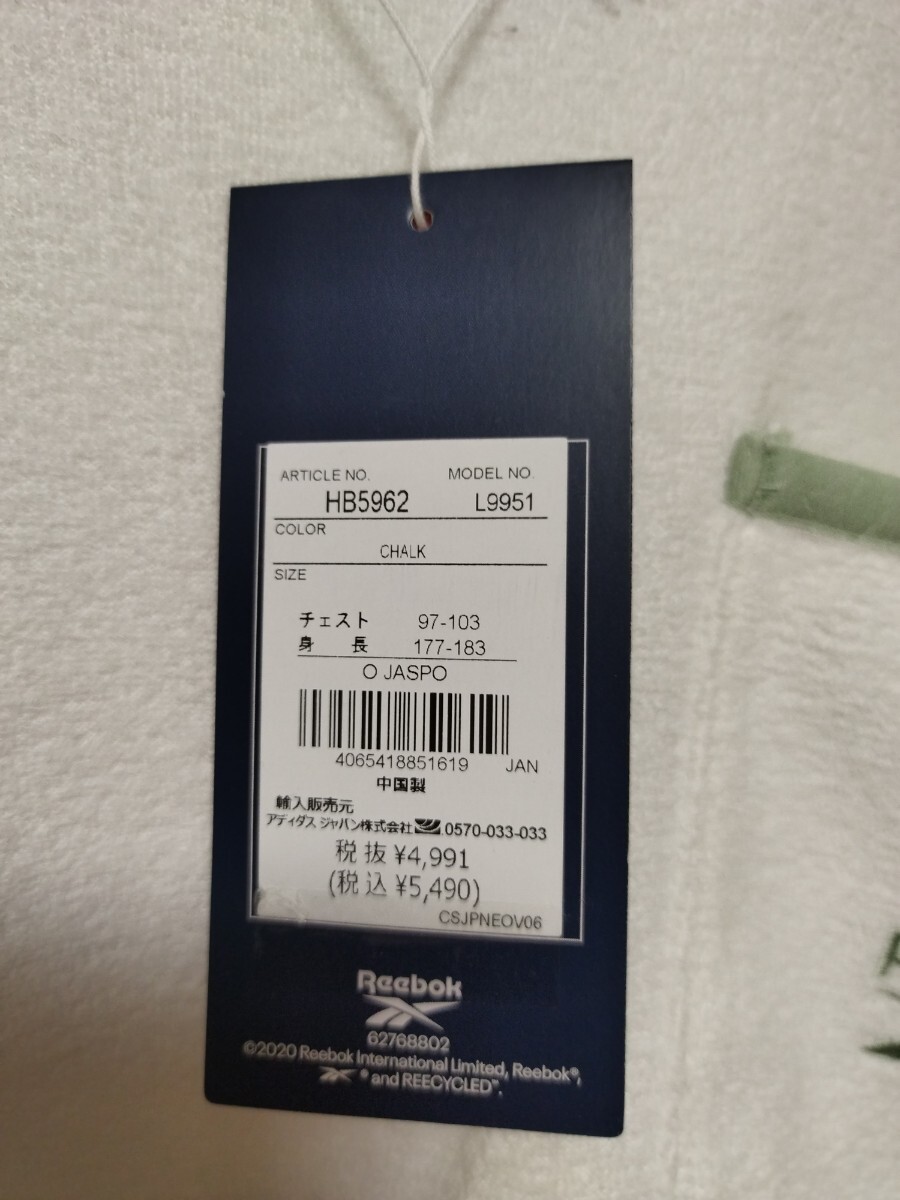 ARTICLE NO. MODEL NO.
HB5962 L9951
COLOR
CHALK
SIZE
チェスト 97-103
身 長 177-183
O JASPO
4065418851619 JAN
中国製
輸入販売元
アディダス ジャパン株式会社 0570-033-033
税 抜 ¥4,991
(税 込 ¥5,490)
CSJPNEOV06
Reebok
62768802
©2020 Reebok International Limited, Reebok®,
® and REECYCLED™.